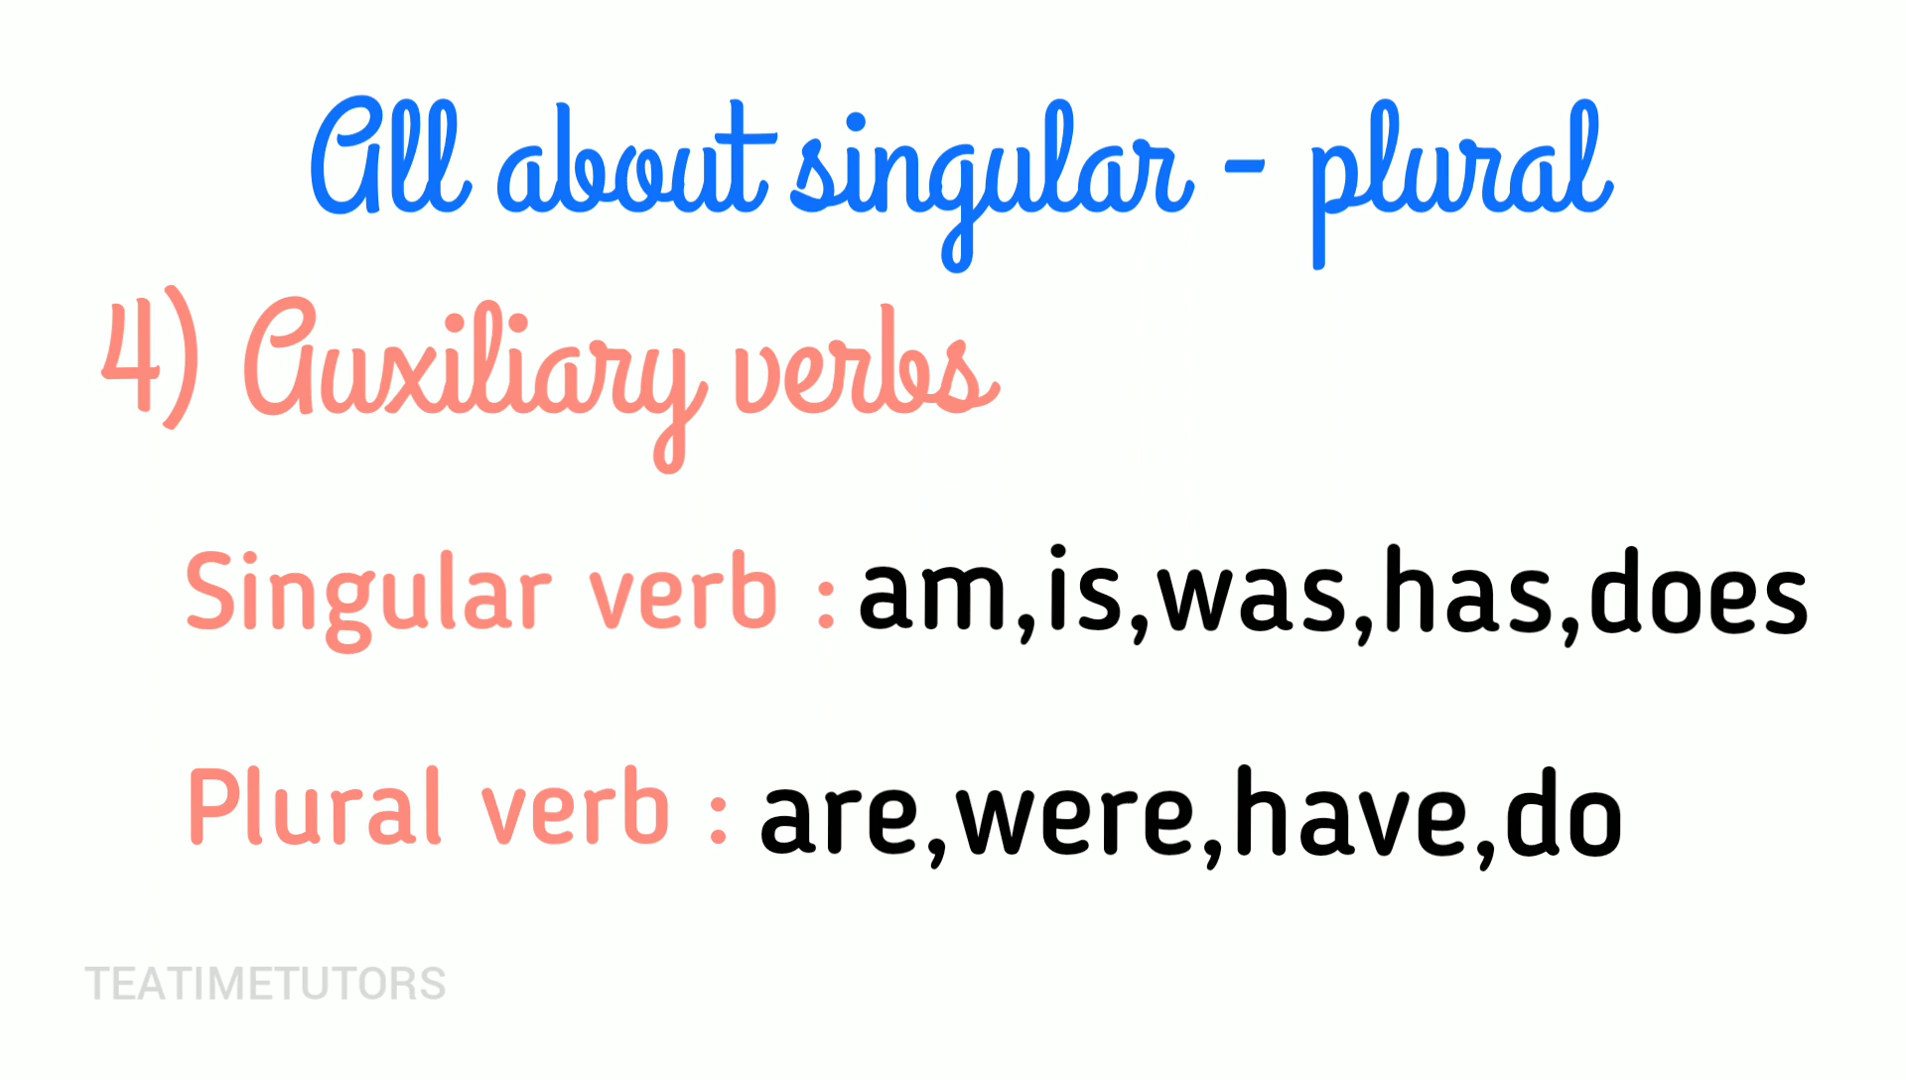 All about singular - plural
4) Auxiliary verbs
Singular verb : am,is,was,has,does
Plural verb : are,were,have,do
TEATIMETUTORS